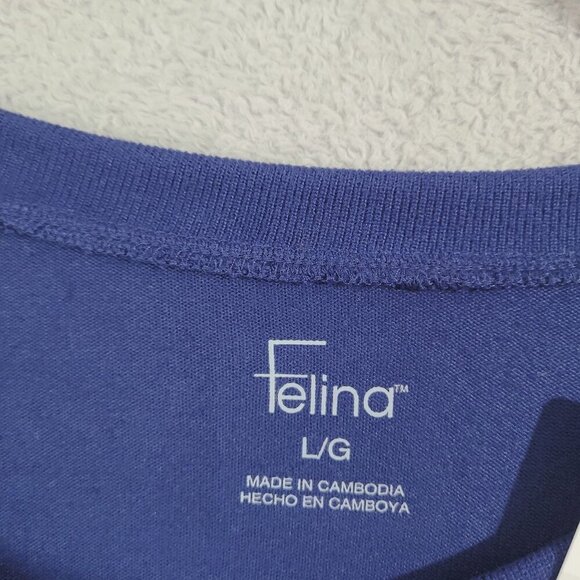 Felina™
L/G
MADE IN CAMBODIA
HECHO EN CAMBOYA